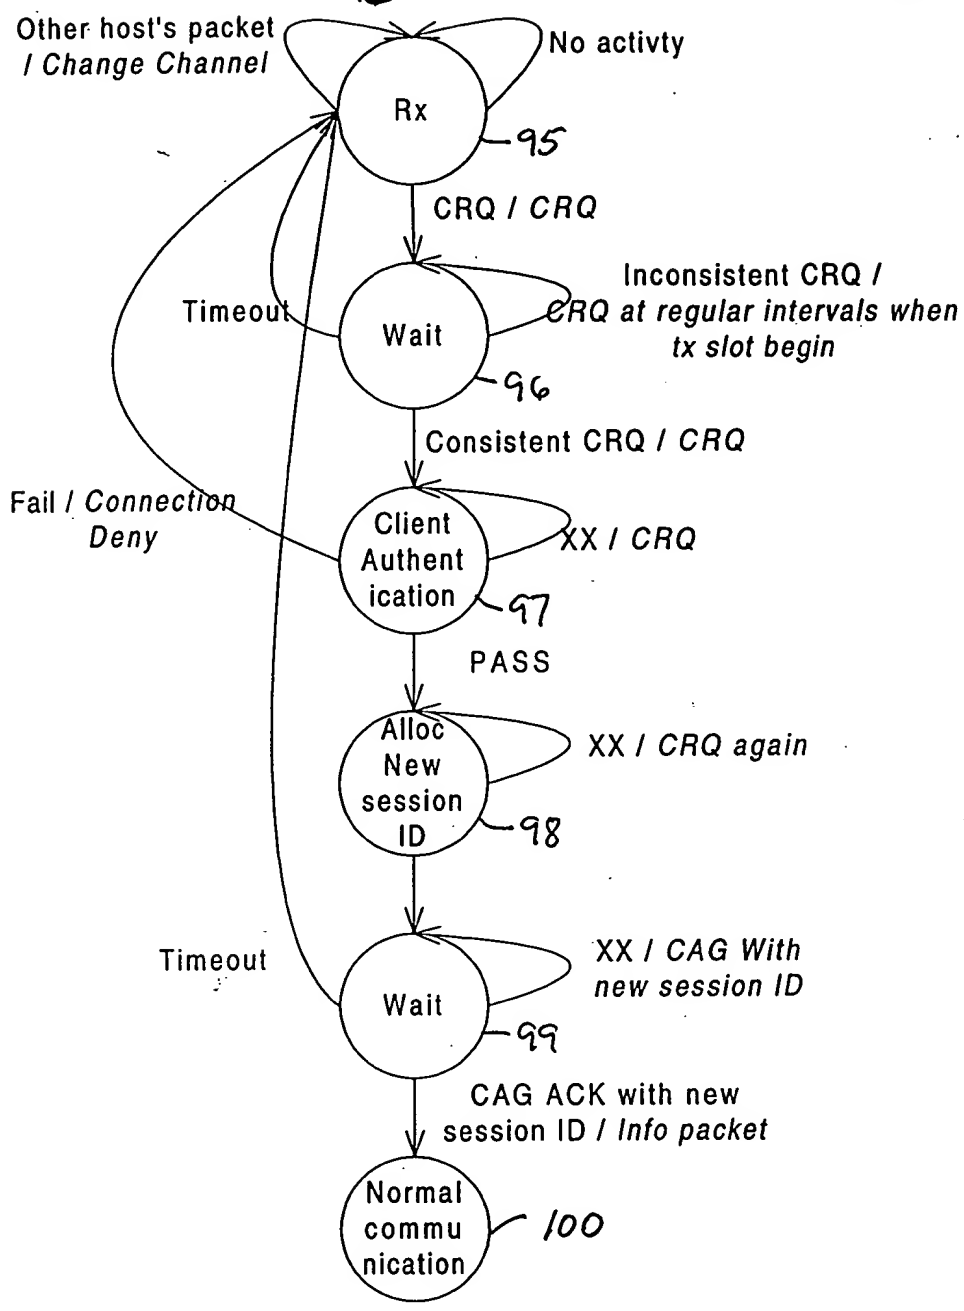 Other host's packet
/ Change Channel
No activty
Rx
95
CRQ / CRQ
Inconsistent CRQ /
CRQ at regular intervals when
tx slot begin
Timeout
Wait
96
Consistent CRQ / CRQ
Fail / Connection
Deny
Client
Authent
ication
XX / CRQ
97
PASS
Alloc
New
session
ID
XX / CRQ again
98
Timeout
XX / CAG With
new session ID
Wait
99
CAG ACK with new
session ID / Info packet
Normal
commu
nication
100